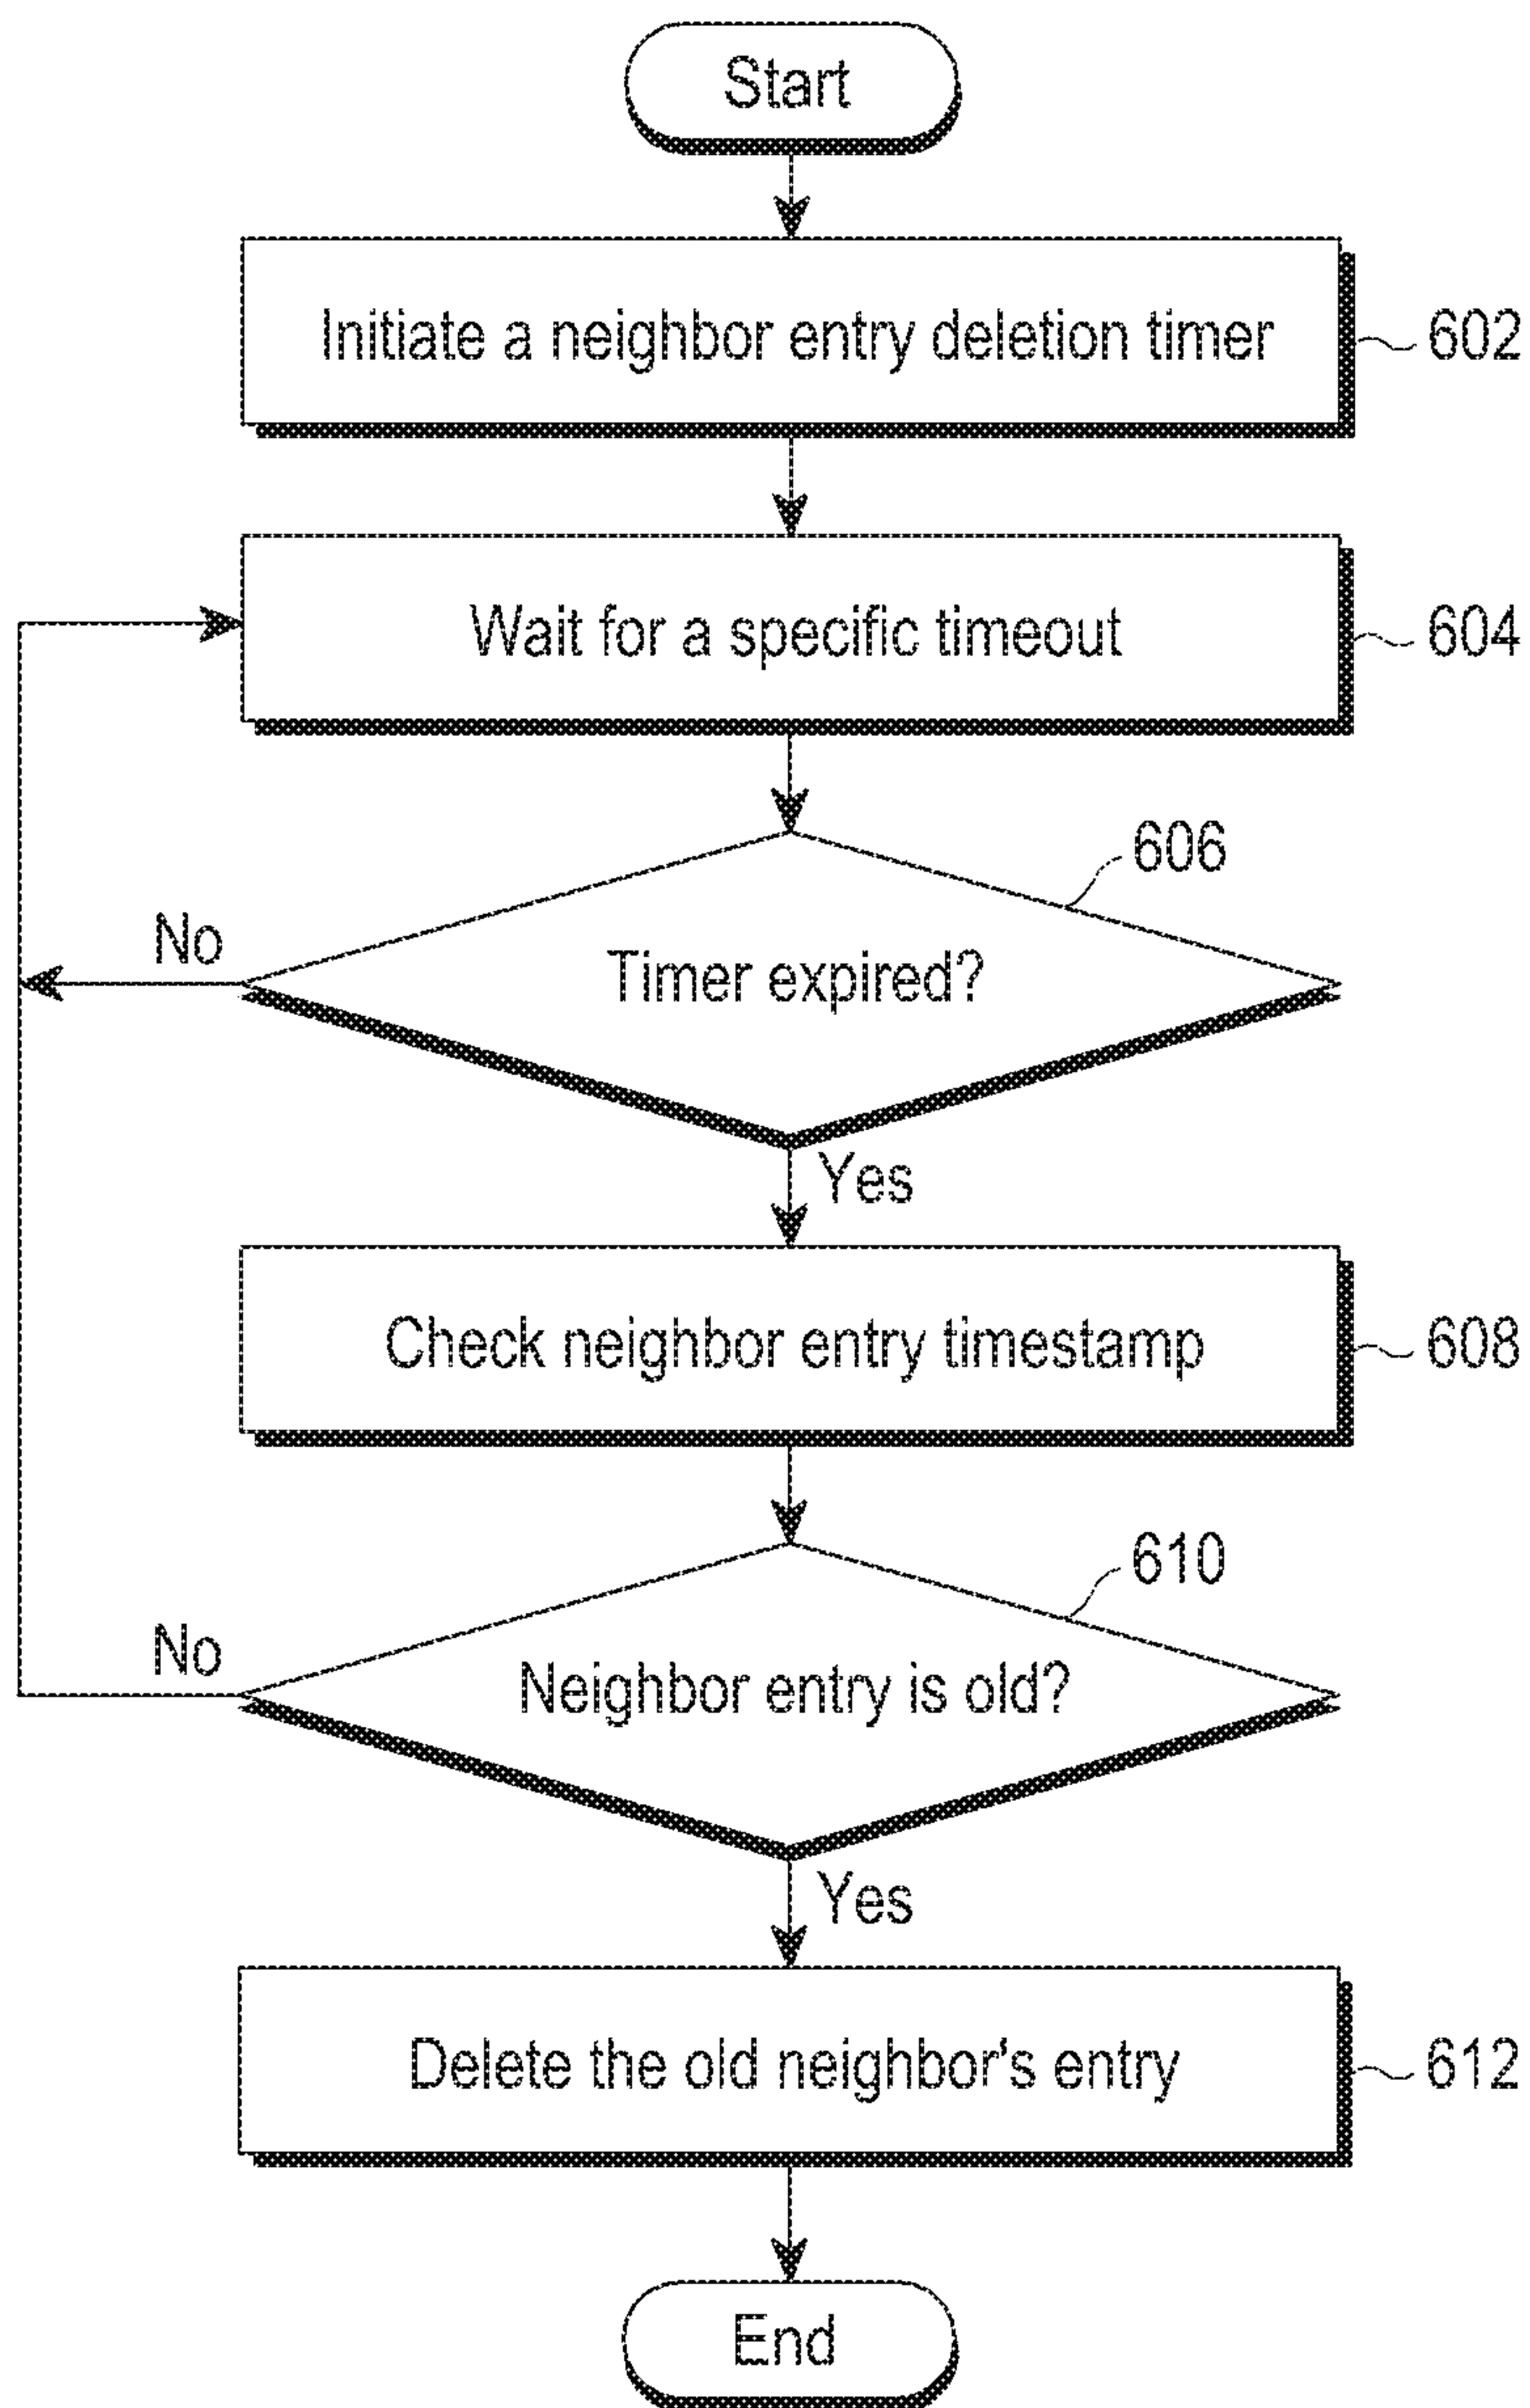 Start
Initiate a neighbor entry deletion timer
602
Wait for a specific timeout
604
606
No
Timer expired?
Yes
Check neighbor entry timestamp
608
610
No
Neighbor entry is old?
Yes
Delete the old neighbor's entry
612
End